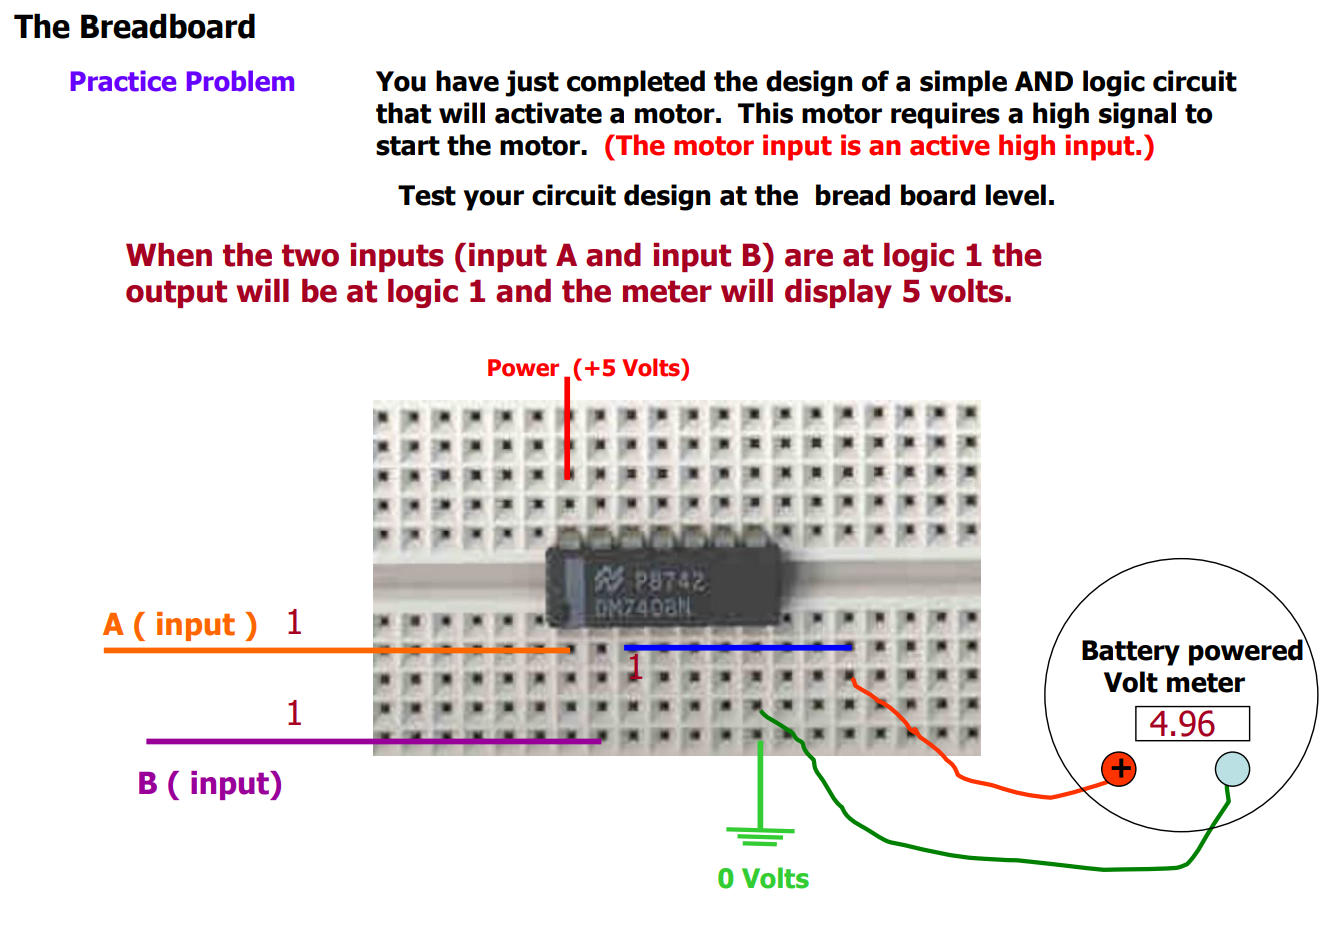 The Breadboard
Practice Problem
You have just completed the design of a simple AND logic circuit
that will activate a motor.  This motor requires a high signal to
start the motor.  (The motor input is an active high input.)
Test your circuit design at the  bread board level.
When the two inputs (input A and input B) are at logic 1 the
output will be at logic 1 and the meter will display 5 volts.
Power  (+5 Volts)
P8742
DM7408N
A ( input )  1
1
1
B ( input)
Battery powered
Volt meter
4.96
+
0 Volts